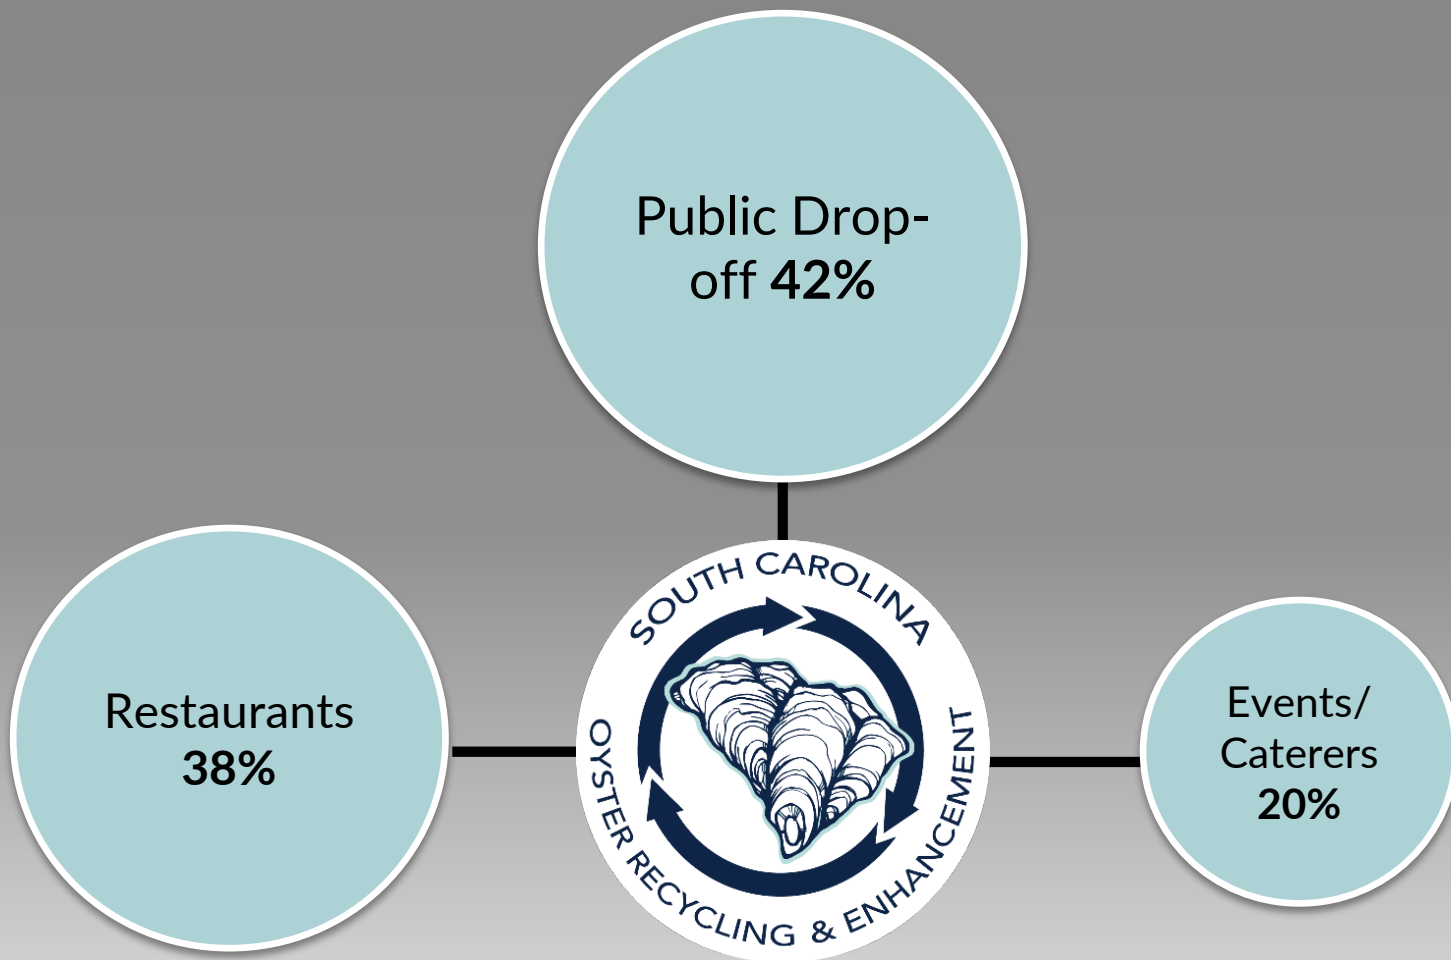 Public Drop-
off 42%
Restaurants
38%
SOUTH CAROLINA
OYSTER RECYCLING & ENHANCEMENT
Events/
Caterers
20%